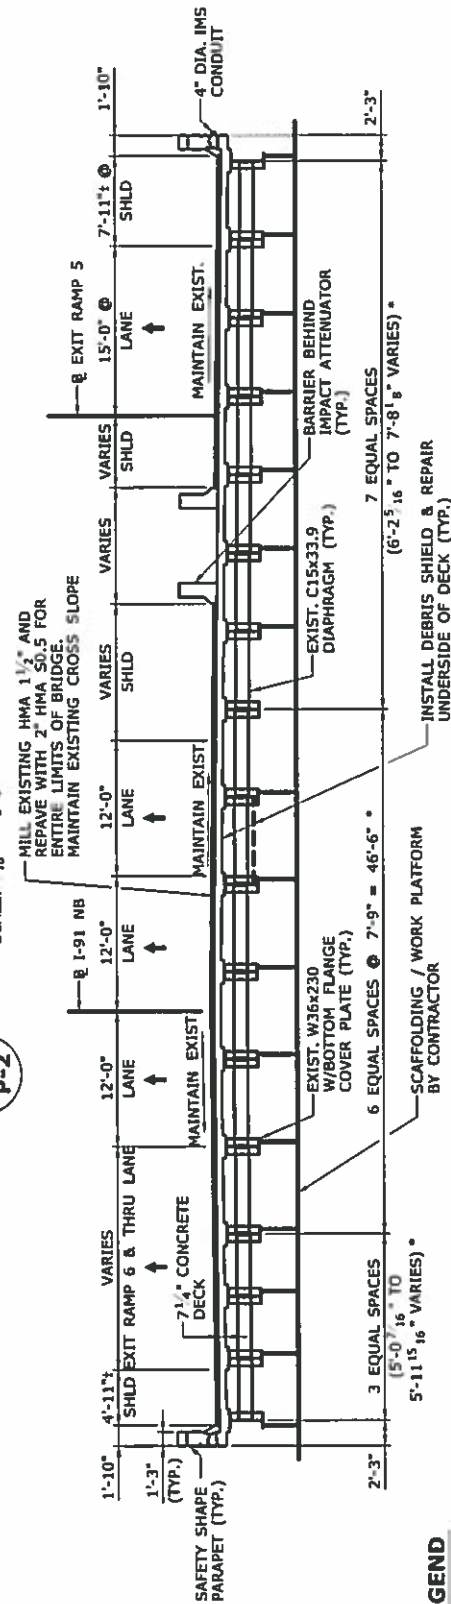 P-2
MILL EXISTING HMA 1 1/2" AND
REPAVE WITH 2" HMA S0.5 FOR
ENTIRE LIMITS OF BRIDGE.
MAINTAIN EXISTING CROSS SLOPE
1'-10"
4'-11"±
SHLD
VARIES
EXIT RAMP 6 & THRU LANE
12'-0"
LANE
℄ I-91 NB
12'-0"
LANE
12'-0"
LANE
VARIES
SHLD
VARIES
VARIES
SHLD
℄ EXIT RAMP 5
15'-0" @
LANE
7'-11"± @
SHLD
1'-10"
4" DIA. IMS
CONDUIT
1'-3"
(TYP.)
SAFETY SHAPE
PARAPET (TYP.)
7 1/4" CONCRETE
DECK
MAINTAIN EXIST
MAINTAIN EXIST.
MAINTAIN EXIST.
EXIST. W36x230
W/BOTTOM FLANGE
COVER PLATE (TYP.)
EXIST. C15x33.9
DIAPHRAGM (TYP.)
BARRIER BEHIND
IMPACT ATTENUATOR
(TYP.)
2'-3"
3 EQUAL SPACES
(5'-0 7/16" TO
5'-11 15/16" VARIES) *
6 EQUAL SPACES @ 7'-9" = 46'-6" *
7 EQUAL SPACES
(6'-2 5/16" TO 7'-8 1/8" VARIES) *
2'-3"
SCAFFOLDING / WORK PLATFORM
BY CONTRACTOR
INSTALL DEBRIS SHIELD & REPAIR
UNDERSIDE OF DECK (TYP.)
GEND